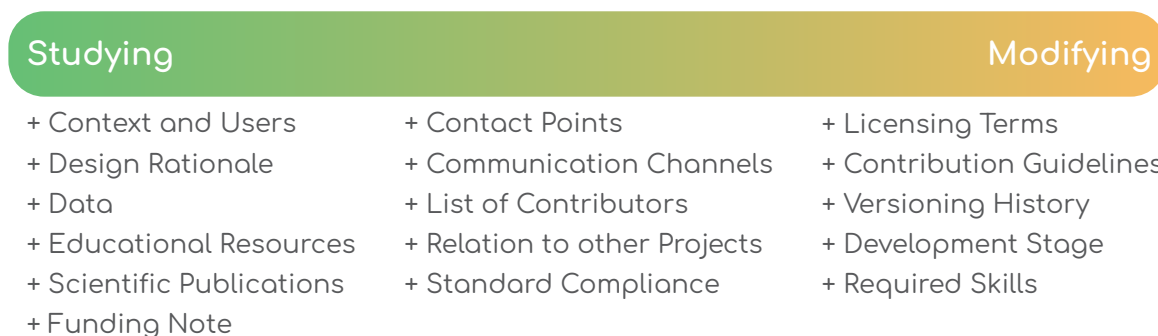 Studying
Modifying
+ Context and Users
+ Design Rationale
+ Data
+ Educational Resources
+ Scientific Publications
+ Funding Note
+ Contact Points
+ Communication Channels
+ List of Contributors
+ Relation to other Projects
+ Standard Compliance
+ Licensing Terms
+ Contribution Guidelines
+ Versioning History
+ Development Stage
+ Required Skills